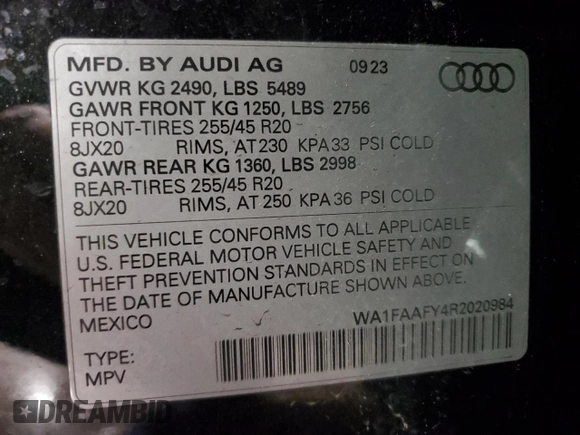 MFD. BY AUDI AG 09 23
GVWR KG 2490, LBS 5489
GAWR FRONT KG 1250, LBS 2756
FRONT-TIRES 255/45 R20
8JX20 RIMS, AT 230 KPA 33 PSI COLD
GAWR REAR KG 1360, LBS 2998
REAR-TIRES 255/45 R20
8JX20 RIMS, AT 250 KPA 36 PSI COLD
THIS VEHICLE CONFORMS TO ALL APPLICABLE
U.S. FEDERAL MOTOR VEHICLE SAFETY AND
THEFT PREVENTION STANDARDS IN EFFECT ON
THE DATE OF MANUFACTURE SHOWN ABOVE.
MEXICO
WA1FAAFY4R2020984
TYPE:
MPV
DREAMBID